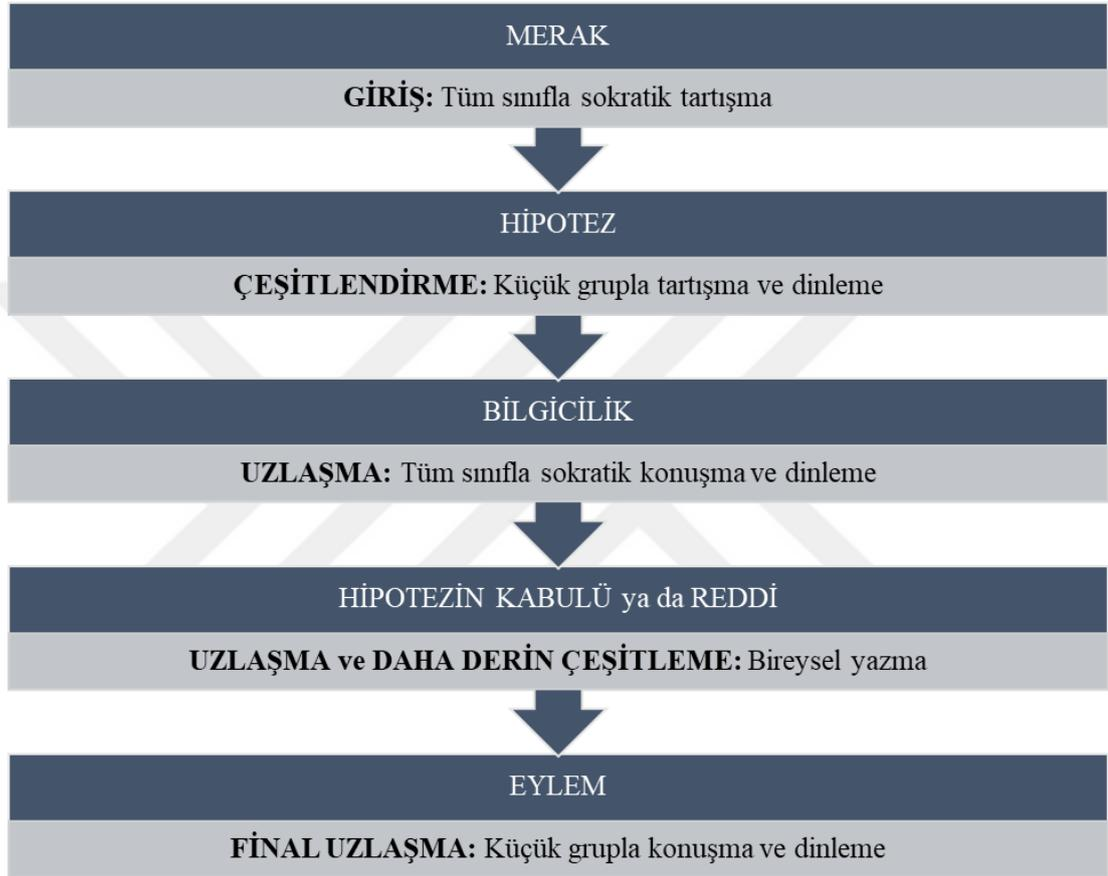 MERAK
GİRİŞ: Tüm sınıfla sokratik tartışma
HİPOTEZ
ÇEŞİTLENDİRME: Küçük grupla tartışma ve dinleme
BİLGİCİLİK
UZLAŞMA: Tüm sınıfla sokratik konuşma ve dinleme
HİPOTEZİN KABULÜ ya da REDDİ
UZLAŞMA ve DAHA DERİN ÇEŞİTLEME: Bireysel yazma
EYLEM
FİNAL UZLAŞMA: Küçük grupla konuşma ve dinleme